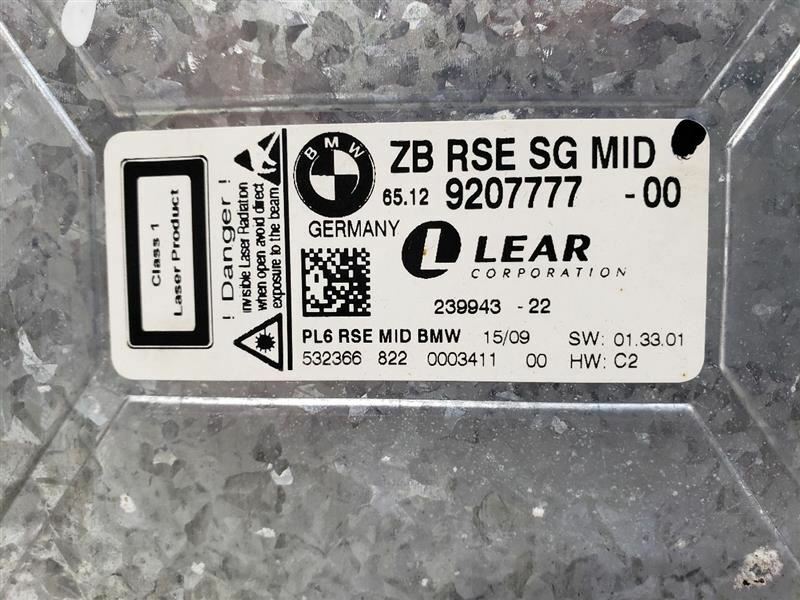 Class 1
Laser Product
! Danger !
invisible Laser Radiation
when open avoid direct
exposure to the beam
BMW
ZB RSE SG MID
65.12 9207777 -00
GERMANY
L LEAR
CORPORATION
239943 -22
PL6 RSE MID BMW 15/09 SW: 01.33.01
532366 822 0003411 00 HW: C2